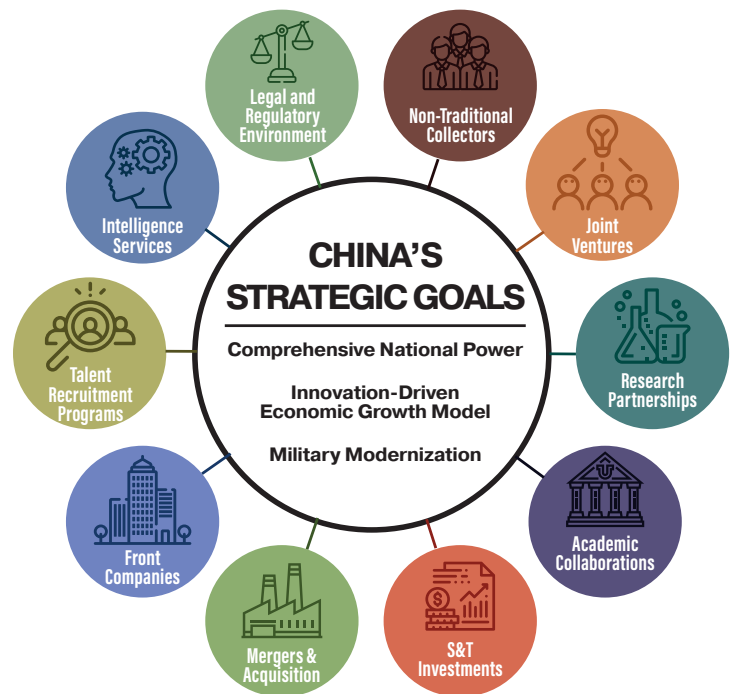 CHINA'S
STRATEGIC GOALS
Comprehensive National Power
Innovation-Driven
Economic Growth Model
Military Modernization
Legal and
Regulatory
Environment
Non-Traditional
Collectors
Joint
Ventures
Research
Partnerships
Academic
Collaborations
S&T
Investments
Mergers &
Acquisition
Front
Companies
Talent
Recruitment
Programs
Intelligence
Services